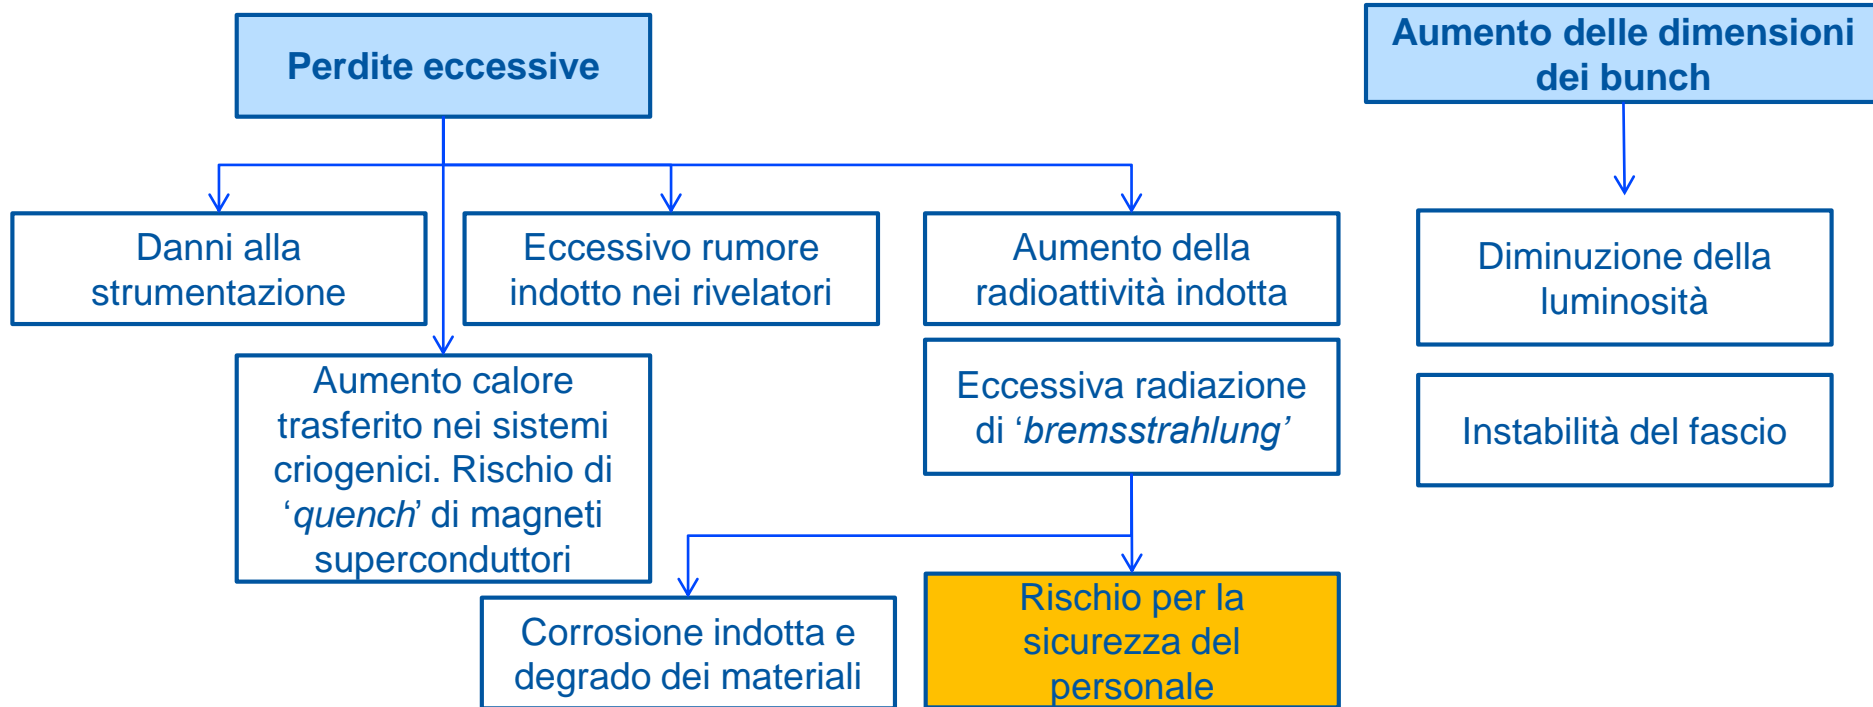 Perdite eccessive
Aumento delle dimensioni
dei bunch
Danni alla
strumentazione
Eccessivo rumore
indotto nei rivelatori
Aumento della
radioattività indotta
Diminuzione della
luminosità
Aumento calore
trasferito nei sistemi
criogenici. Rischio di
‘quench’ di magneti
superconduttori
Eccessiva radiazione
di ‘bremsstrahlung’
Instabilità del fascio
Corrosione indotta e
degrado dei materiali
Rischio per la
sicurezza del
personale